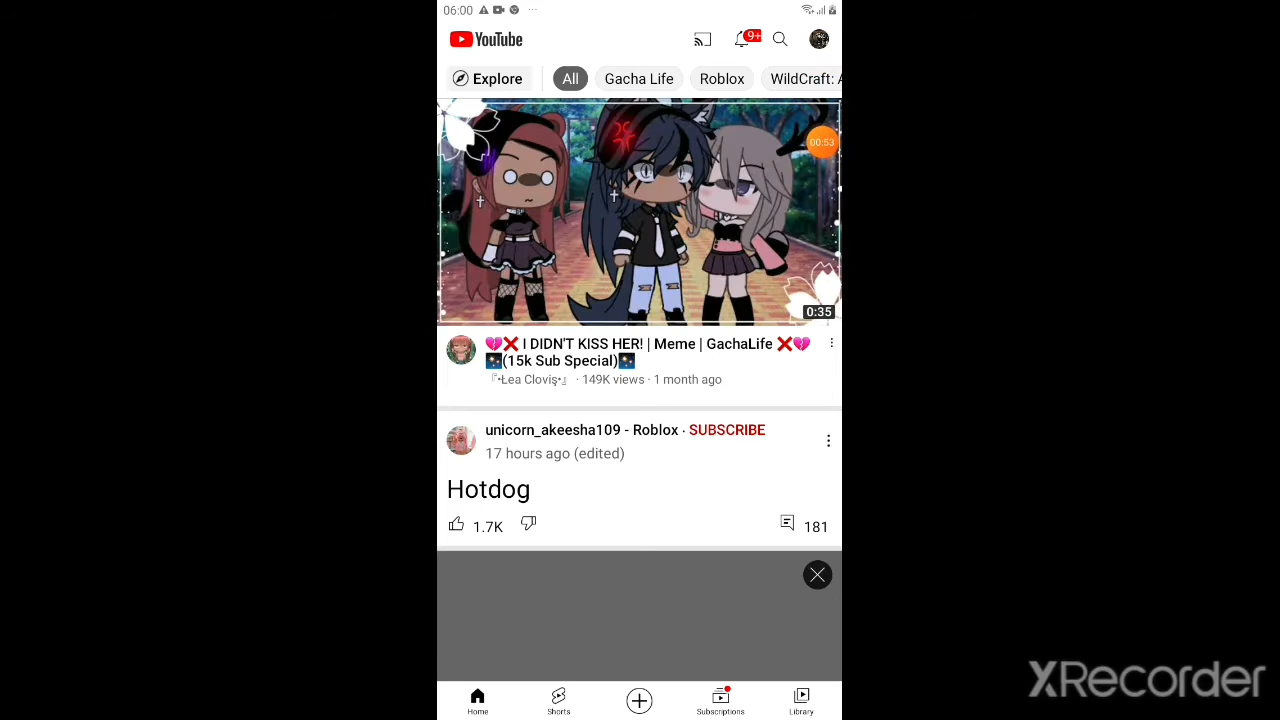 06:00
YouTube
9+
Explore
All
Gacha Life
Roblox
WildCraft: A
00:53
0:35
💔❌ I DIDN'T KISS HER! | Meme | GachaLife ❌💔
🎇(15k Sub Special)🎇
『•Łea Cloviş•』 · 149K views · 1 month ago
unicorn_akeesha109 - Roblox · SUBSCRIBE
17 hours ago (edited)
Hotdog
1.7K
181
Home
Shorts
Subscriptions
Library
XRecorder